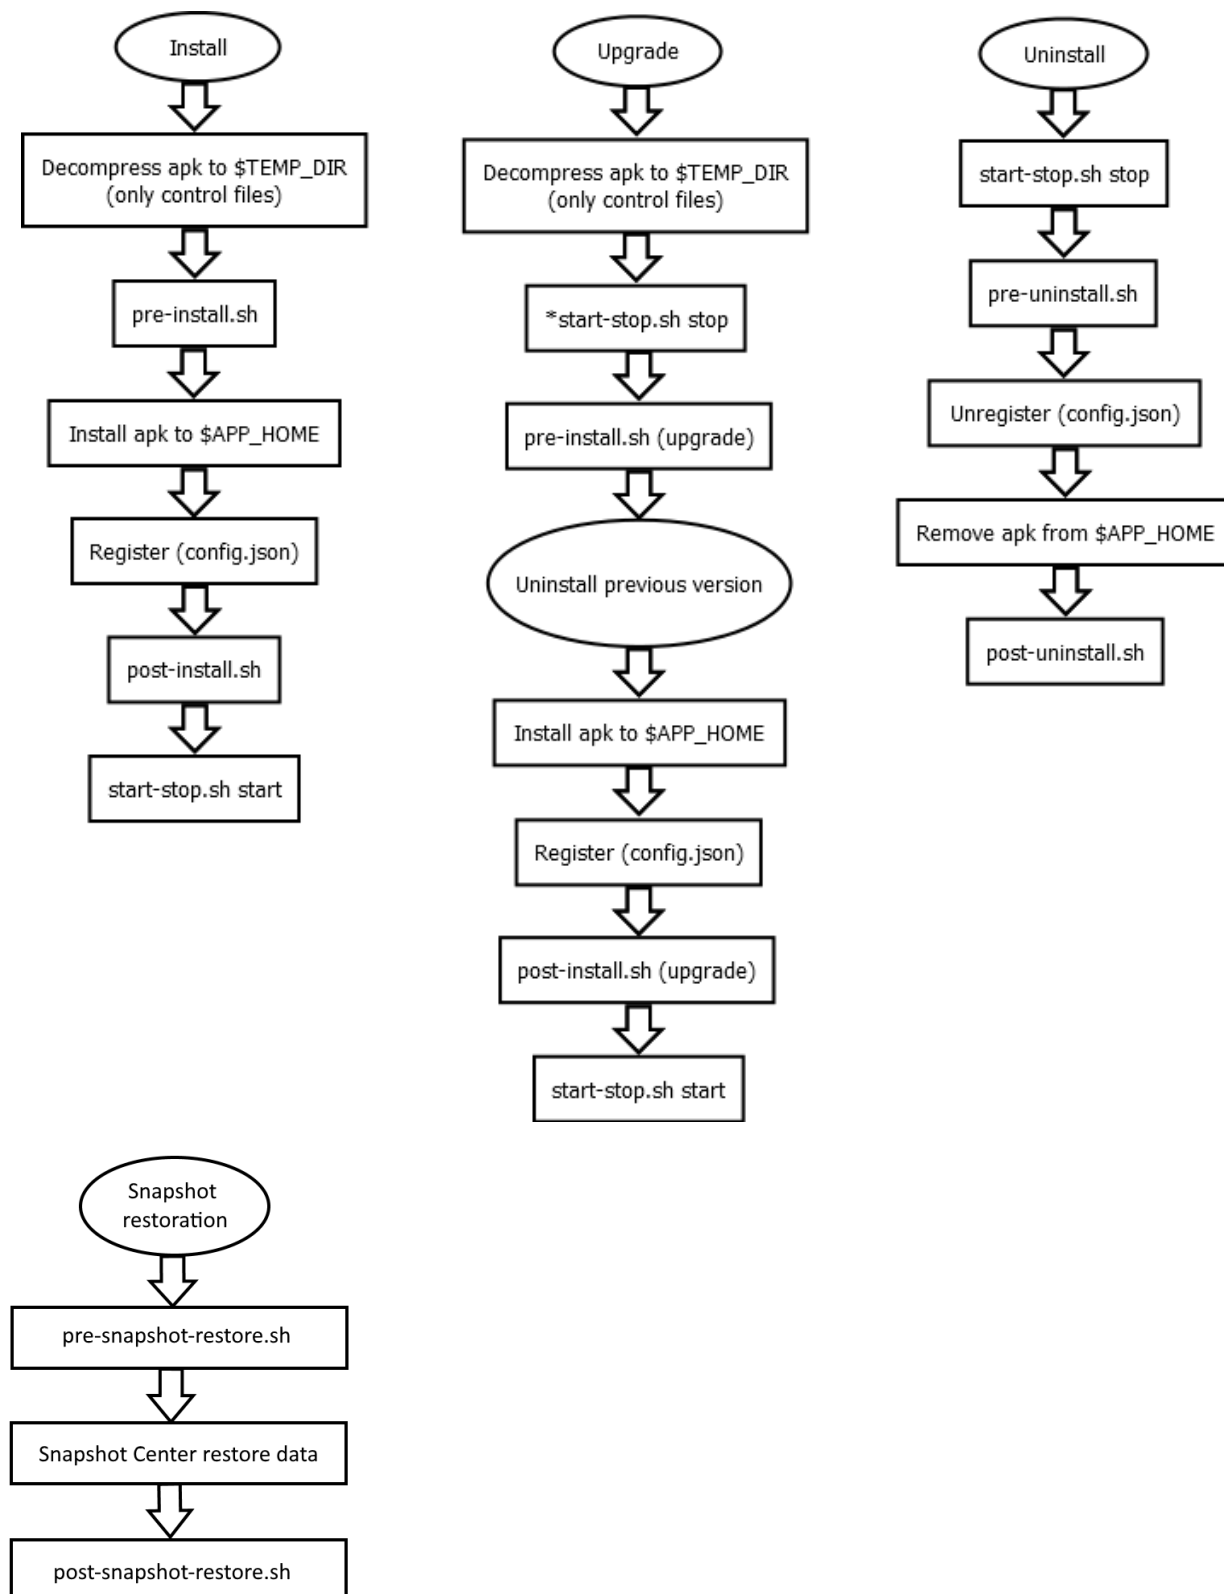 Install
Decompress apk to $TEMP_DIR
(only control files)
pre-install.sh
Install apk to $APP_HOME
Register (config.json)
post-install.sh
start-stop.sh start
Upgrade
Decompress apk to $TEMP_DIR
(only control files)
*start-stop.sh stop
pre-install.sh (upgrade)
Uninstall previous version
Install apk to $APP_HOME
Register (config.json)
post-install.sh (upgrade)
start-stop.sh start
Uninstall
start-stop.sh stop
pre-uninstall.sh
Unregister (config.json)
Remove apk from $APP_HOME
post-uninstall.sh
Snapshot
restoration
pre-snapshot-restore.sh
Snapshot Center restore data
post-snapshot-restore.sh